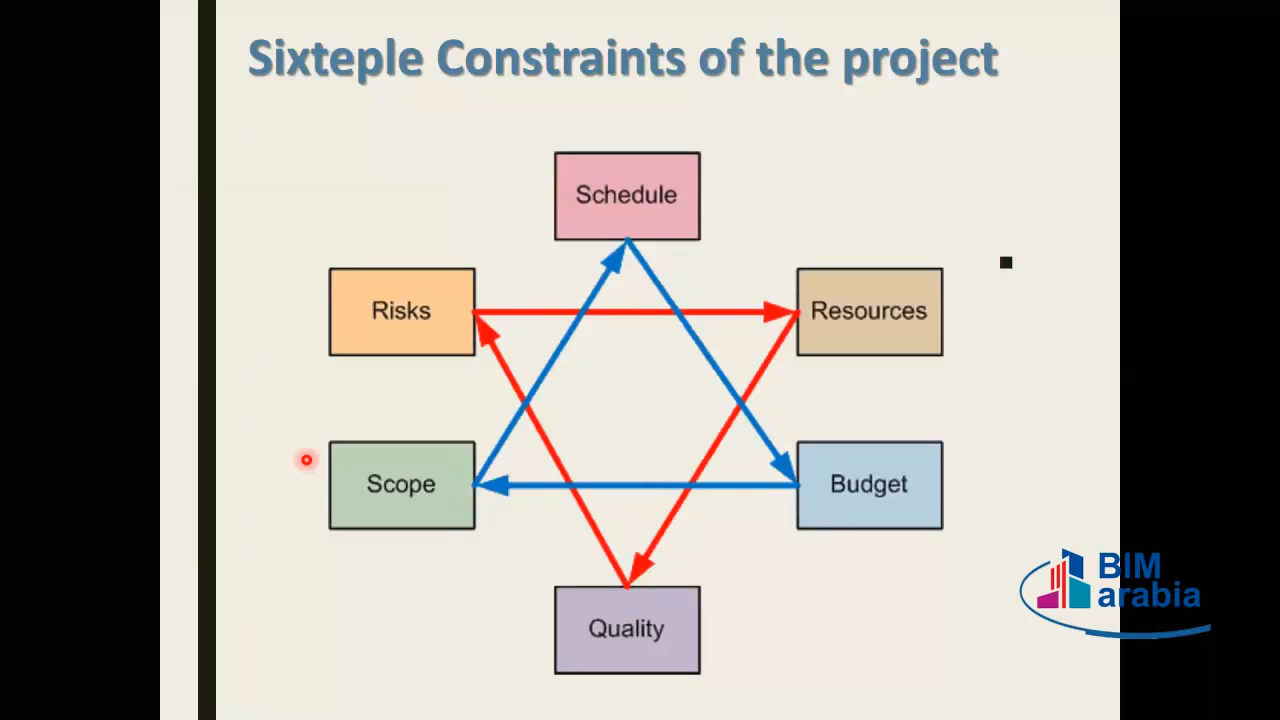 Sixteple Constraints of the project
Schedule
Risks
Resources
Scope
Budget
Quality
BIM
arabia